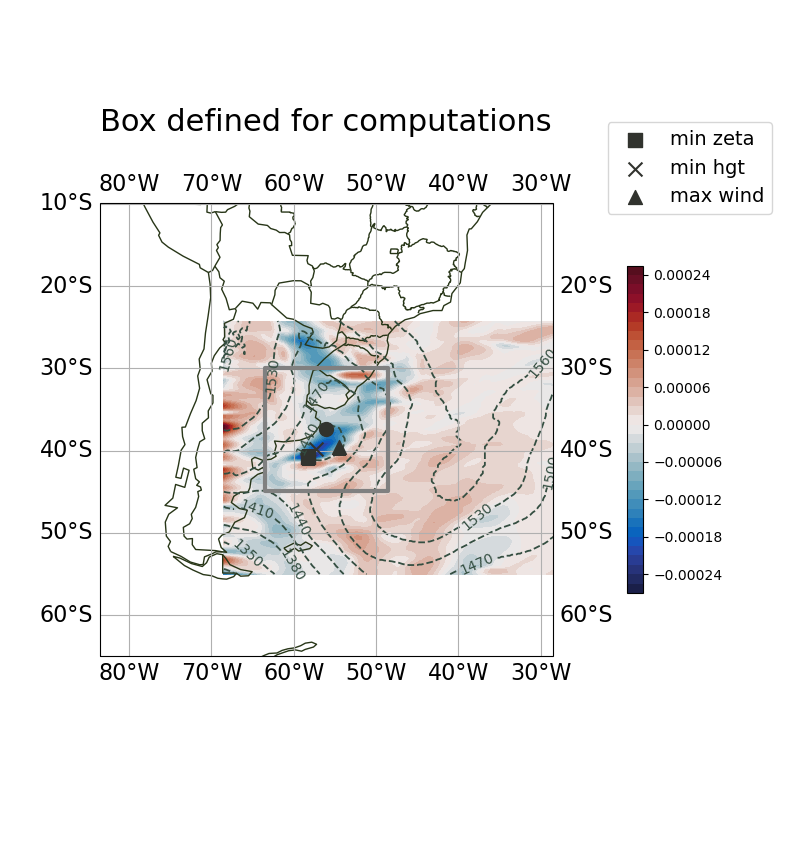 Box defined for computations
min zeta
min hgt
max wind
80°W 70°W 60°W 50°W 40°W 30°W
10°S
20°S 20°S
30°S 30°S
40°S 40°S
50°S 50°S
60°S 60°S
80°W 70°W 60°W 50°W 40°W 30°W
0.00024
0.00018
0.00012
0.00006
0.00000
−0.00006
−0.00012
−0.00018
−0.00024
1560
1530
1470
1560
1500
1410
1440
1530
1350
1380
1470